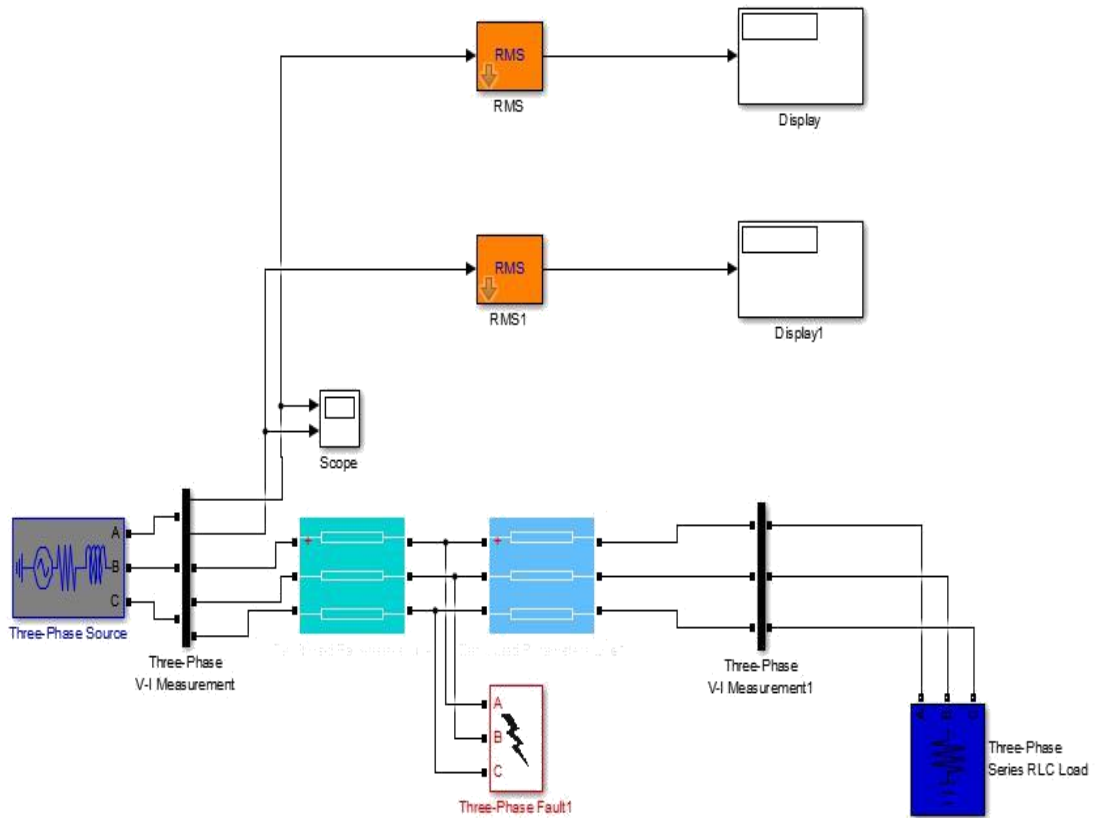 RMS
RMS
Display
RMS
RMS1
Display1
Scope
A
B
C
Three-Phase Source
Three-Phase
V-I Measurement
+
+
Three-Phase
V-I Measurement1
A
B
C
Three-Phase Fault1
A
B
C
Three-Phase
Series RLC Load